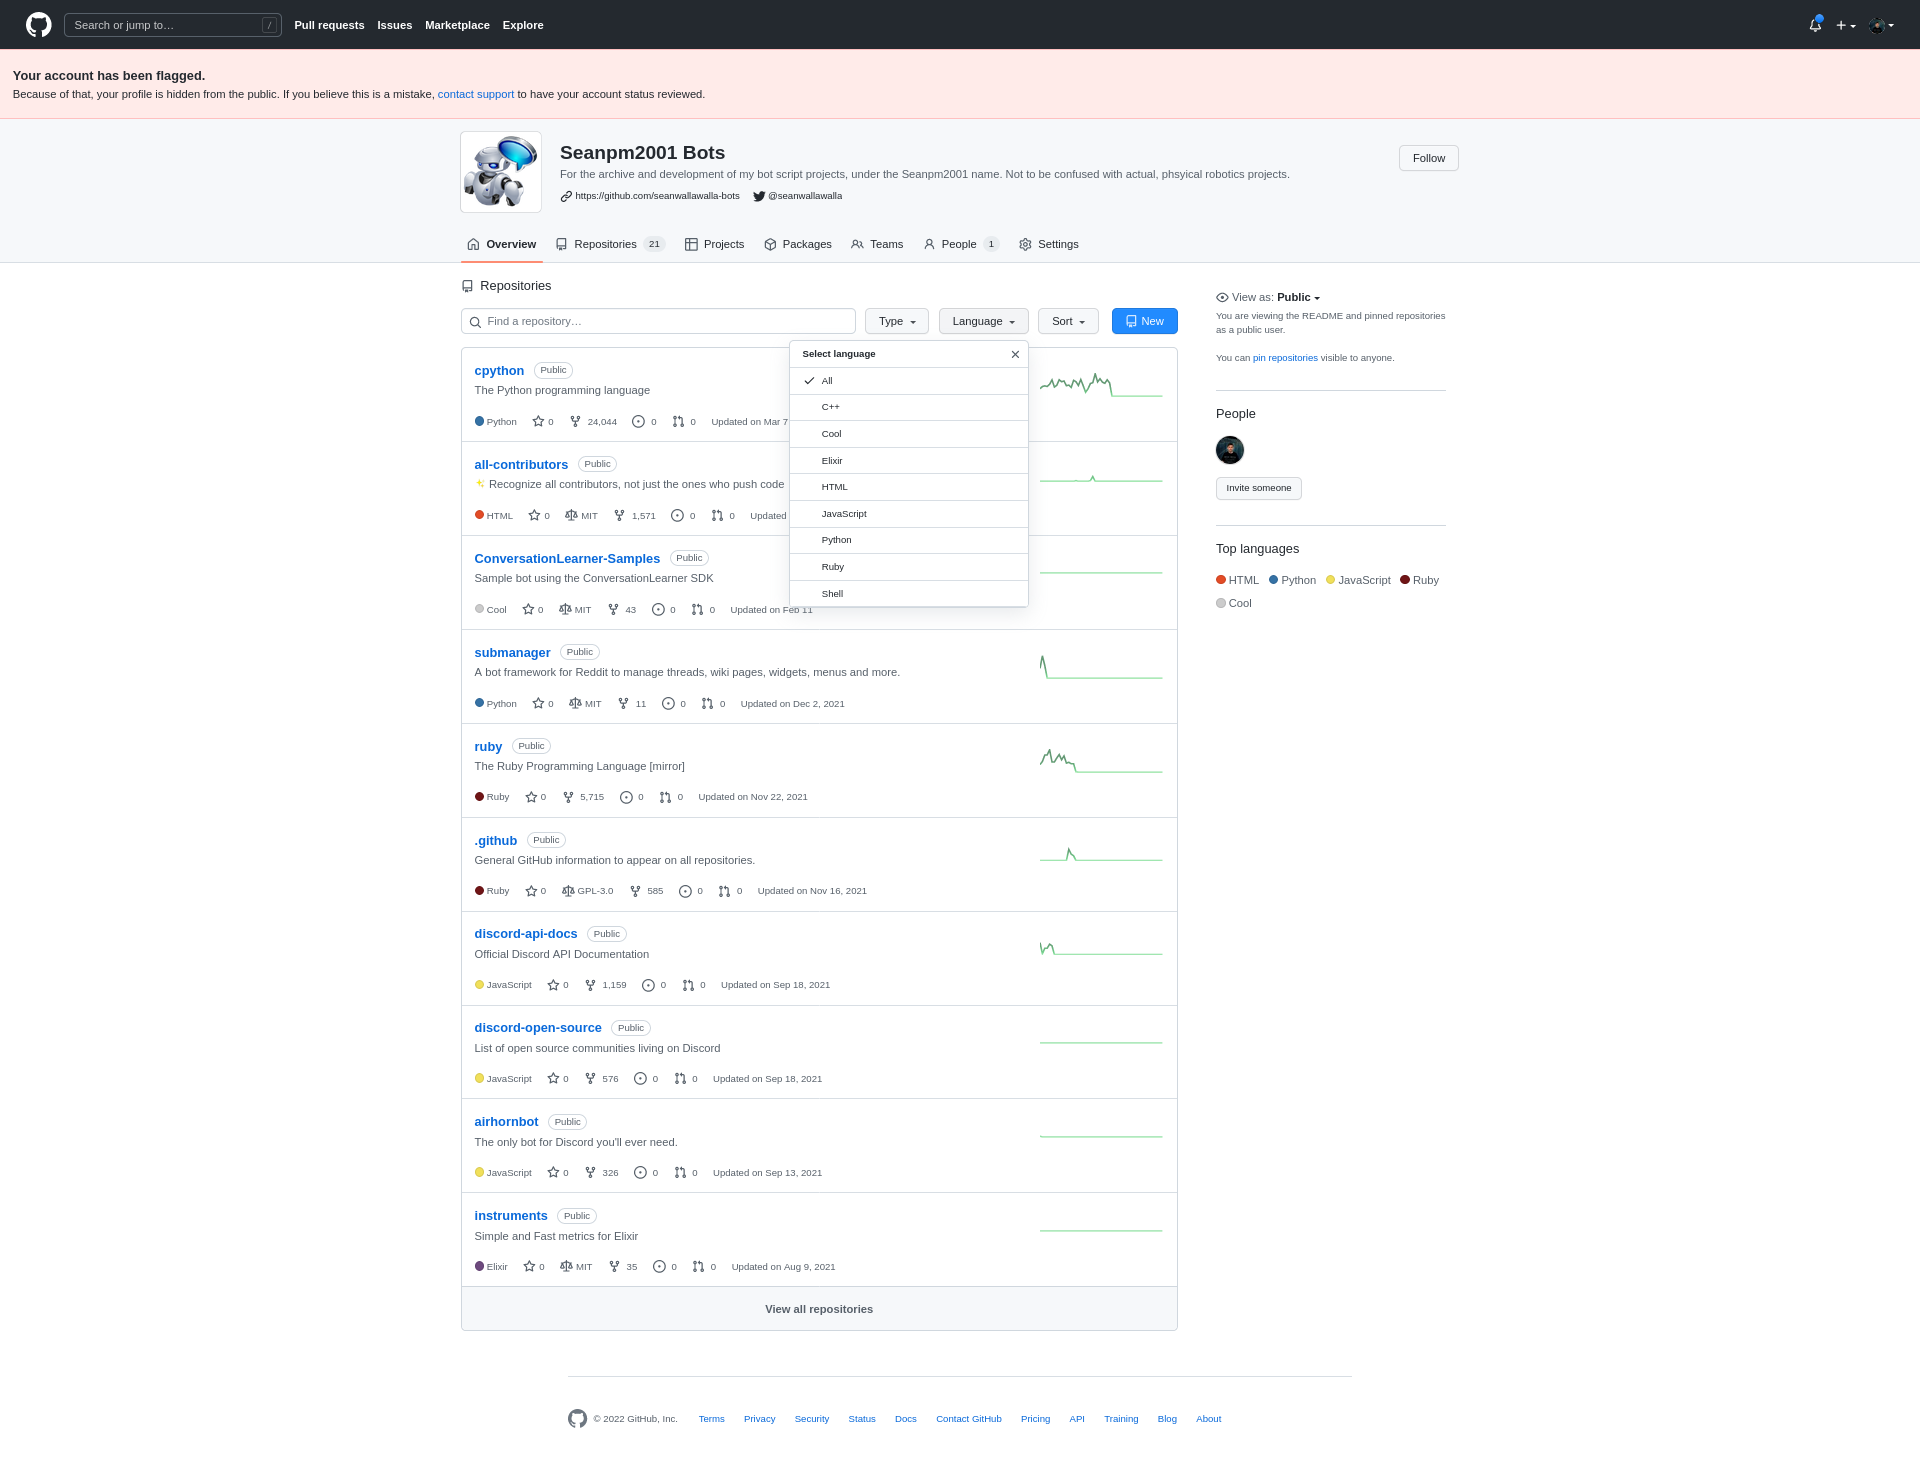 Search or jump to…
/
Pull requests
Issues
Marketplace
Explore
Your account has been flagged.
Because of that, your profile is hidden from the public. If you believe this is a mistake, contact support to have your account status reviewed.
Seanpm2001 Bots
For the archive and development of my bot script projects, under the Seanpm2001 name. Not to be confused with actual, phsyical robotics projects.
https://github.com/seanwallawalla-bots @seanwallawalla
Follow
Overview
Repositories 21
Projects
Packages
Teams
People 1
Settings
Repositories
Find a repository…
Type
Language
Sort
New
Select language
All
C++
Cool
Elixir
HTML
JavaScript
Python
Ruby
Shell
cpython Public
The Python programming language
Python 0 24,044 0 0 Updated on Mar 7
all-contributors Public
Recognize all contributors, not just the ones who push code
HTML 0 MIT 1,571 0 0 Updated
ConversationLearner-Samples Public
Sample bot using the ConversationLearner SDK
Cool 0 MIT 43 0 0 Updated on Feb 11
submanager Public
A bot framework for Reddit to manage threads, wiki pages, widgets, menus and more.
Python 0 MIT 11 0 0 Updated on Dec 2, 2021
ruby Public
The Ruby Programming Language [mirror]
Ruby 0 5,715 0 0 Updated on Nov 22, 2021
.github Public
General GitHub information to appear on all repositories.
Ruby 0 GPL-3.0 585 0 0 Updated on Nov 16, 2021
discord-api-docs Public
Official Discord API Documentation
JavaScript 0 1,159 0 0 Updated on Sep 18, 2021
discord-open-source Public
List of open source communities living on Discord
JavaScript 0 576 0 0 Updated on Sep 18, 2021
airhornbot Public
The only bot for Discord you'll ever need.
JavaScript 0 326 0 0 Updated on Sep 13, 2021
instruments Public
Simple and Fast metrics for Elixir
Elixir 0 MIT 35 0 0 Updated on Aug 9, 2021
View all repositories
View as: Public
You are viewing the README and pinned repositories
as a public user.
You can pin repositories visible to anyone.
People
Invite someone
Top languages
HTML Python JavaScript Ruby
Cool
© 2022 GitHub, Inc.
Terms
Privacy
Security
Status
Docs
Contact GitHub
Pricing
API
Training
Blog
About